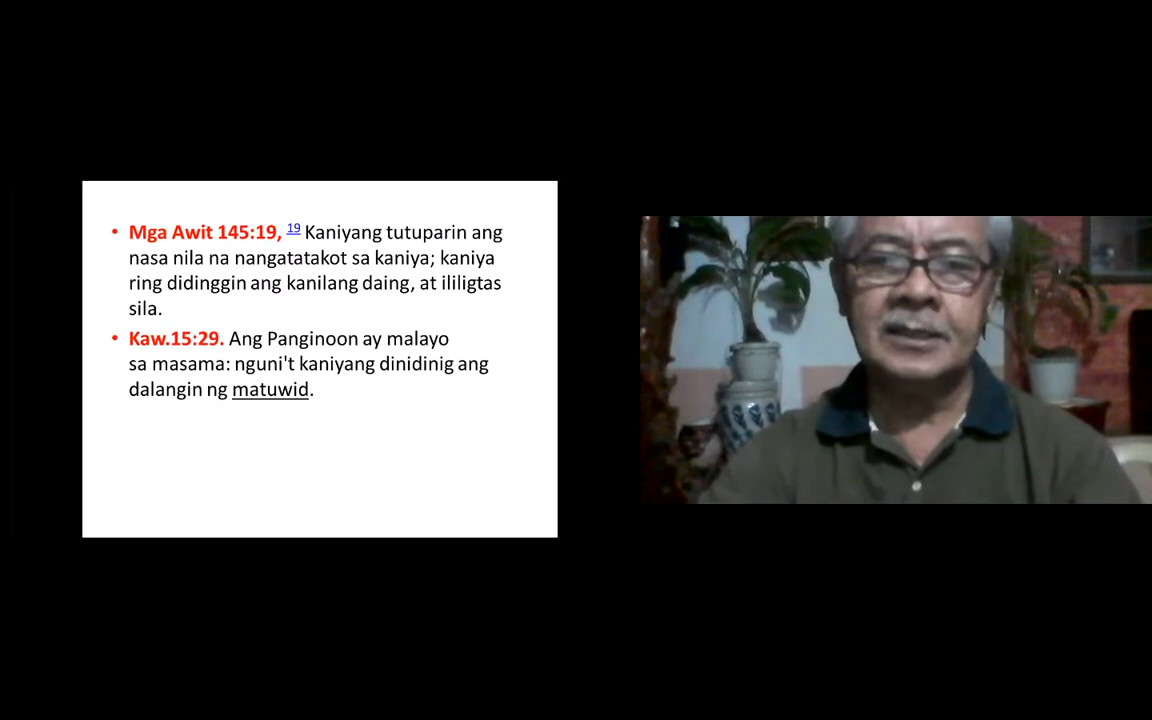 • Mga Awit 145:19, 19 Kaniyang tutuparin ang
nasa nila na nangatatakot sa kaniya; kaniya
ring didinggin ang kanilang daing, at ililigtas
sila.
• Kaw.15:29. Ang Panginoon ay malayo
sa masama: nguni't kaniyang dinidinig ang
dalangin ng matuwid.